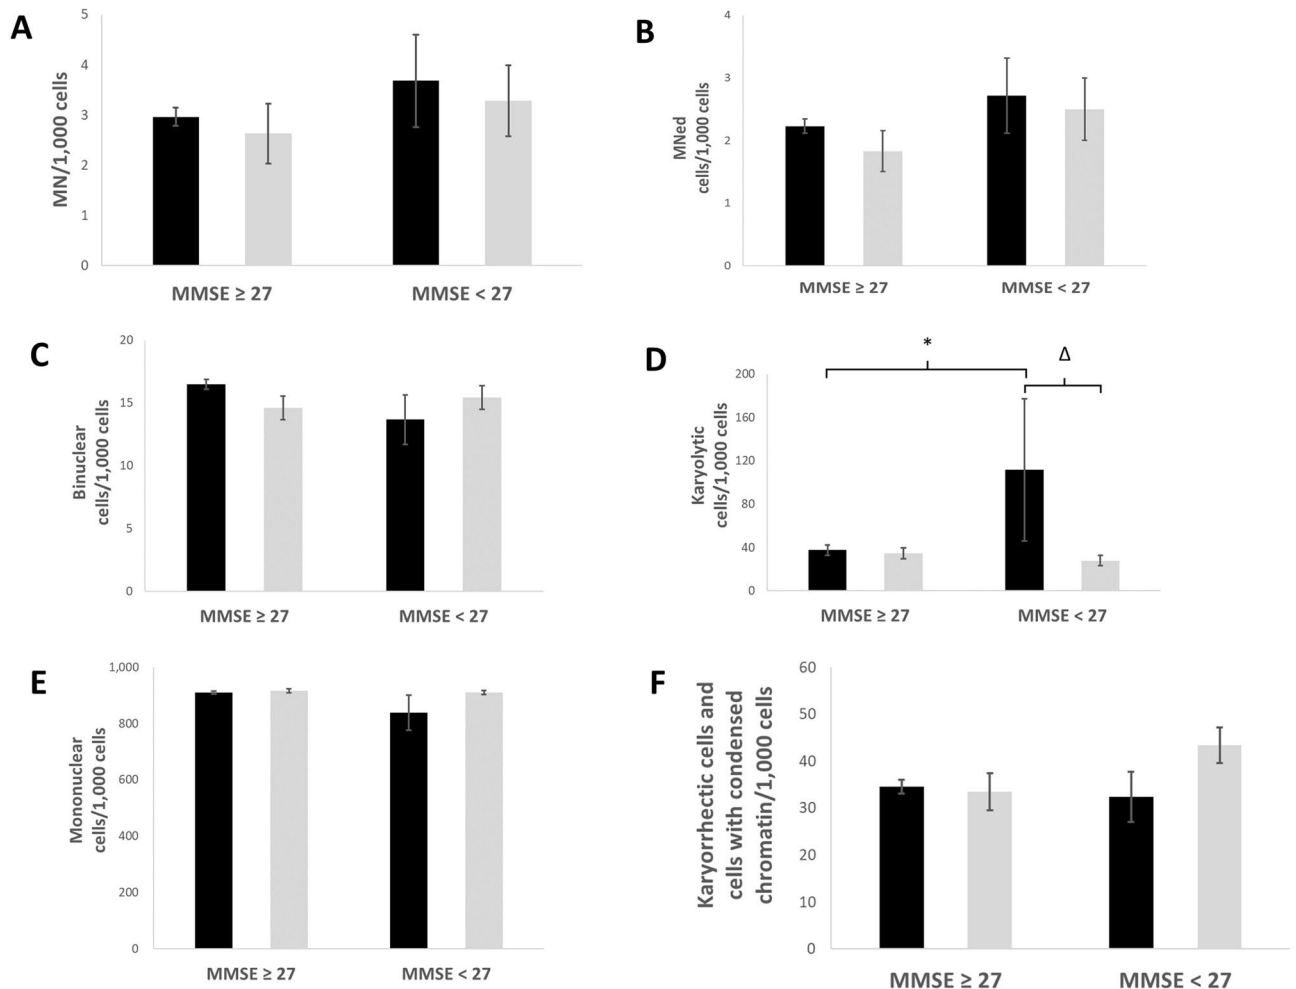 A
MN/1,000 cells
5
4
3
2
1
0
MMSE ≥ 27
MMSE < 27
B
MNed
cells/1,000 cells
4
3
2
1
0
MMSE ≥ 27
MMSE < 27
C
Binuclear
cells/1,000 cells
20
15
10
5
0
MMSE ≥ 27
MMSE < 27
D
Karyolytic
cells/1,000 cells
200
160
120
80
40
0
*
Δ
MMSE ≥ 27
MMSE < 27
E
Mononuclear
cells/1,000 cells
1,000
800
600
400
200
0
MMSE ≥ 27
MMSE < 27
F
Karyorrhectic cells and
cells with condensed
chromatin/1,000 cells
60
50
40
30
20
10
0
MMSE ≥ 27
MMSE < 27